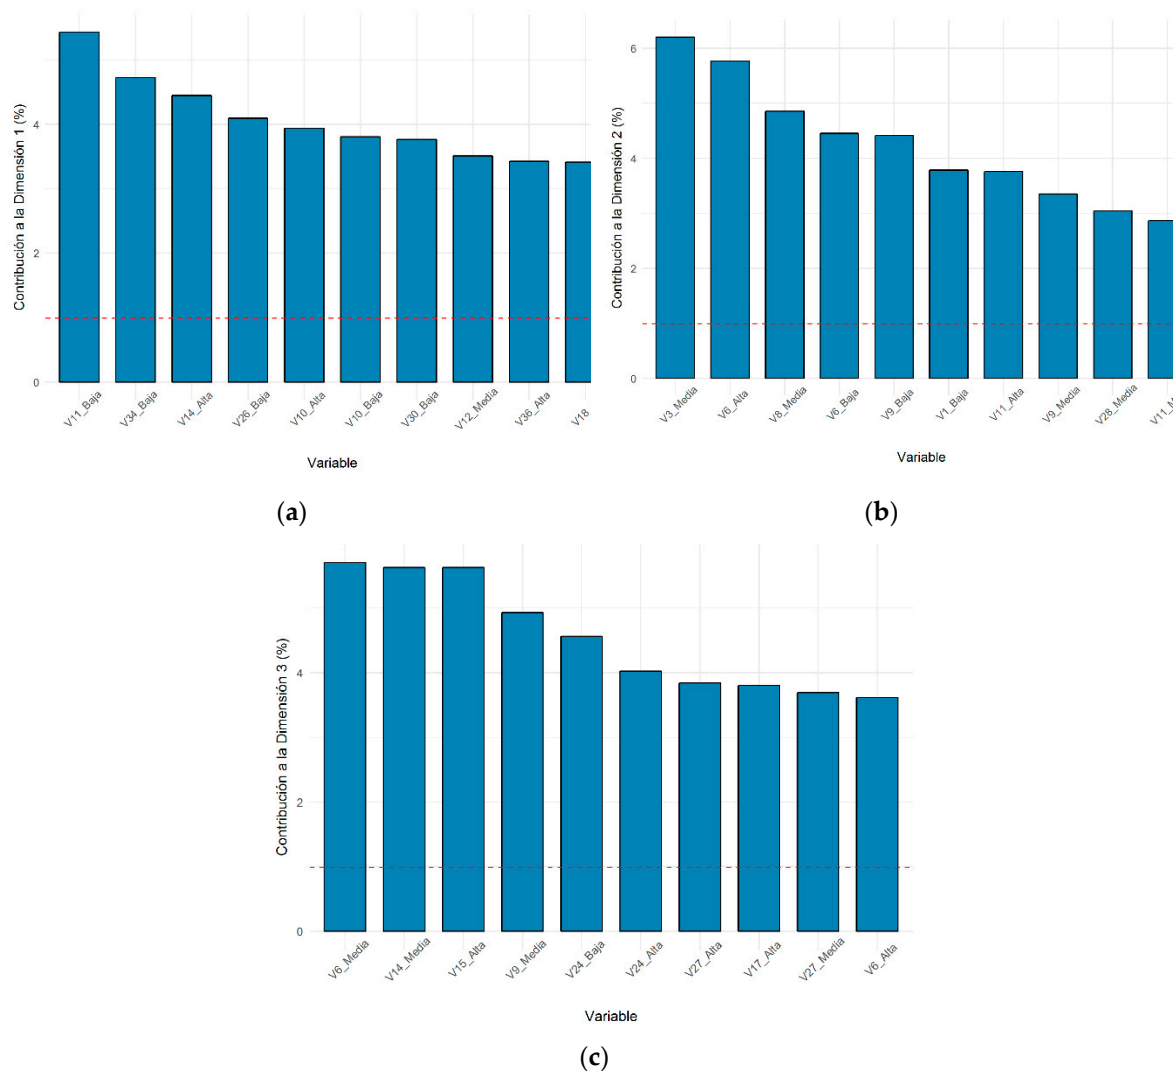 Contribución a la Dimensión 1 (%)
4
2
0
V11_Baja
V34_Baja
V14_Alta
V26_Baja
V10_Alta
V10_Baja
V30_Baja
V12_Media
V36_Alta
V18
Variable
(a)
Contribución a la Dimensión 2 (%)
6
4
2
0
V3_Media
V6_Alta
V8_Media
V6_Baja
V9_Baja
V1_Baja
V11_Alta
V9_Media
V28_Media
V11_M
Variable
(b)
Contribución a la Dimensión 3 (%)
4
2
0
V6_Media
V14_Media
V15_Alta
V9_Media
V24_Baja
V24_Alta
V27_Alta
V17_Alta
V27_Media
V6_Alta
Variable
(c)